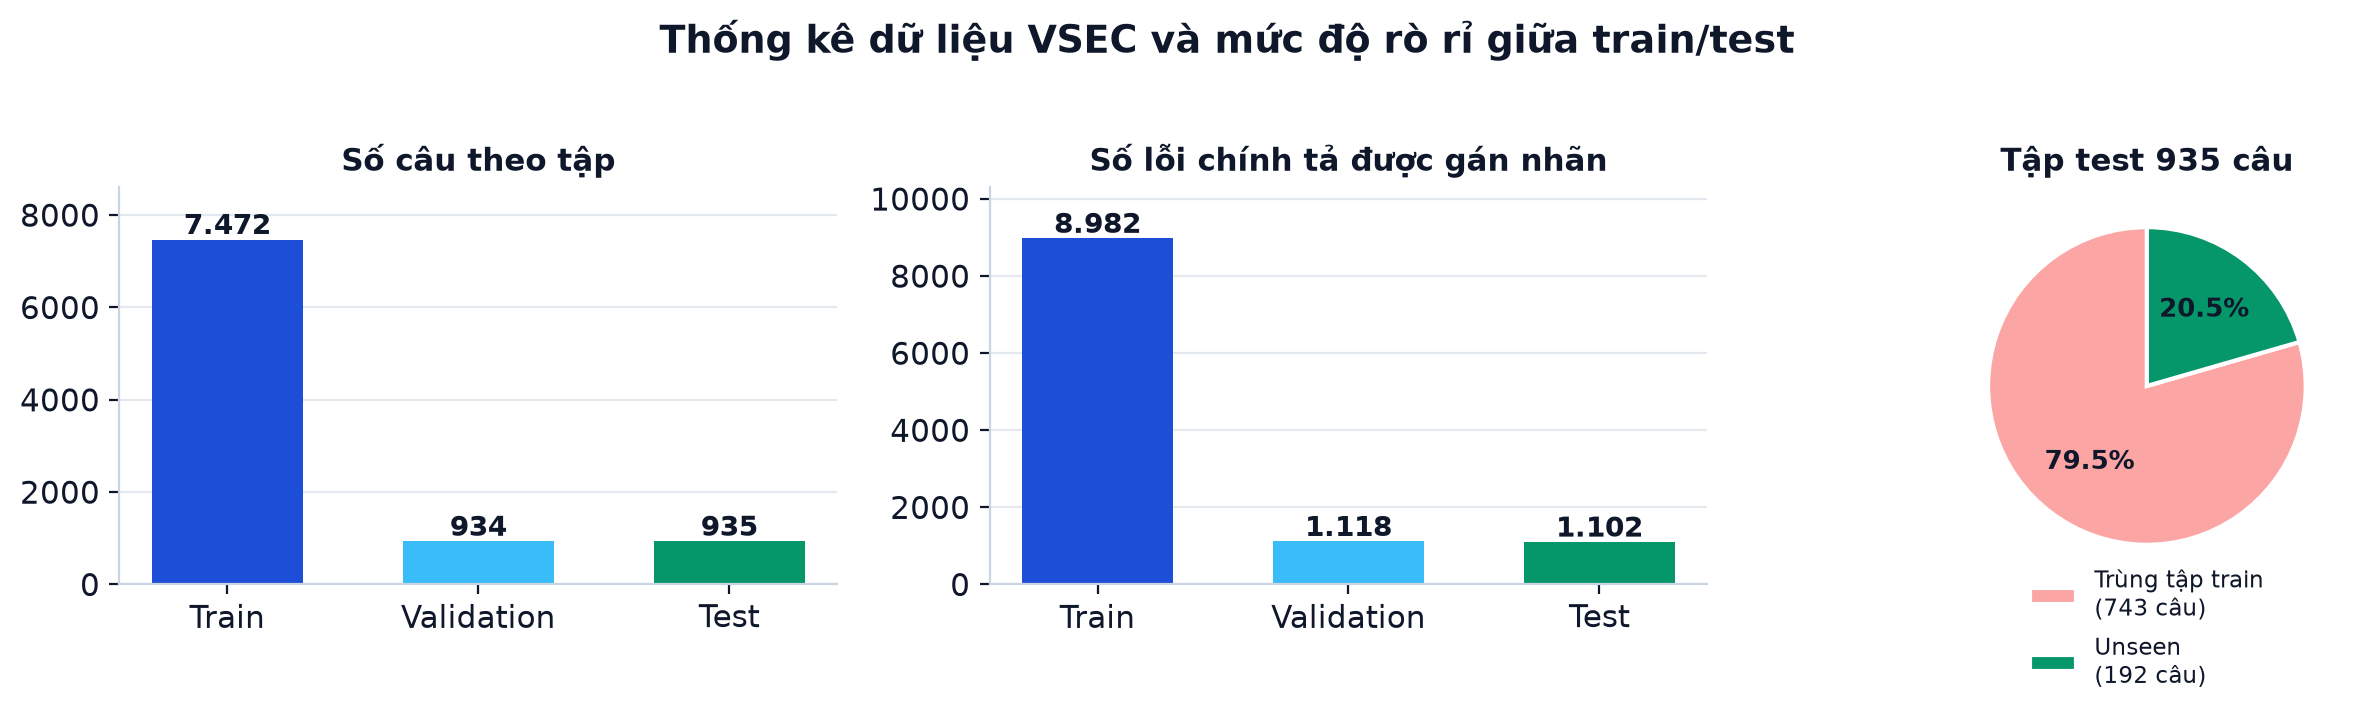 Thống kê dữ liệu VSEC và mức độ rò rỉ giữa train/test
Số câu theo tập
8000
6000
4000
2000
0
7.472
934
935
Train
Validation
Test
Số lỗi chính tả được gán nhãn
10000
8000
6000
4000
2000
0
8.982
1.118
1.102
Train
Validation
Test
Tập test 935 câu
20.5%
79.5%
Trùng tập train
(743 câu)
Unseen
(192 câu)